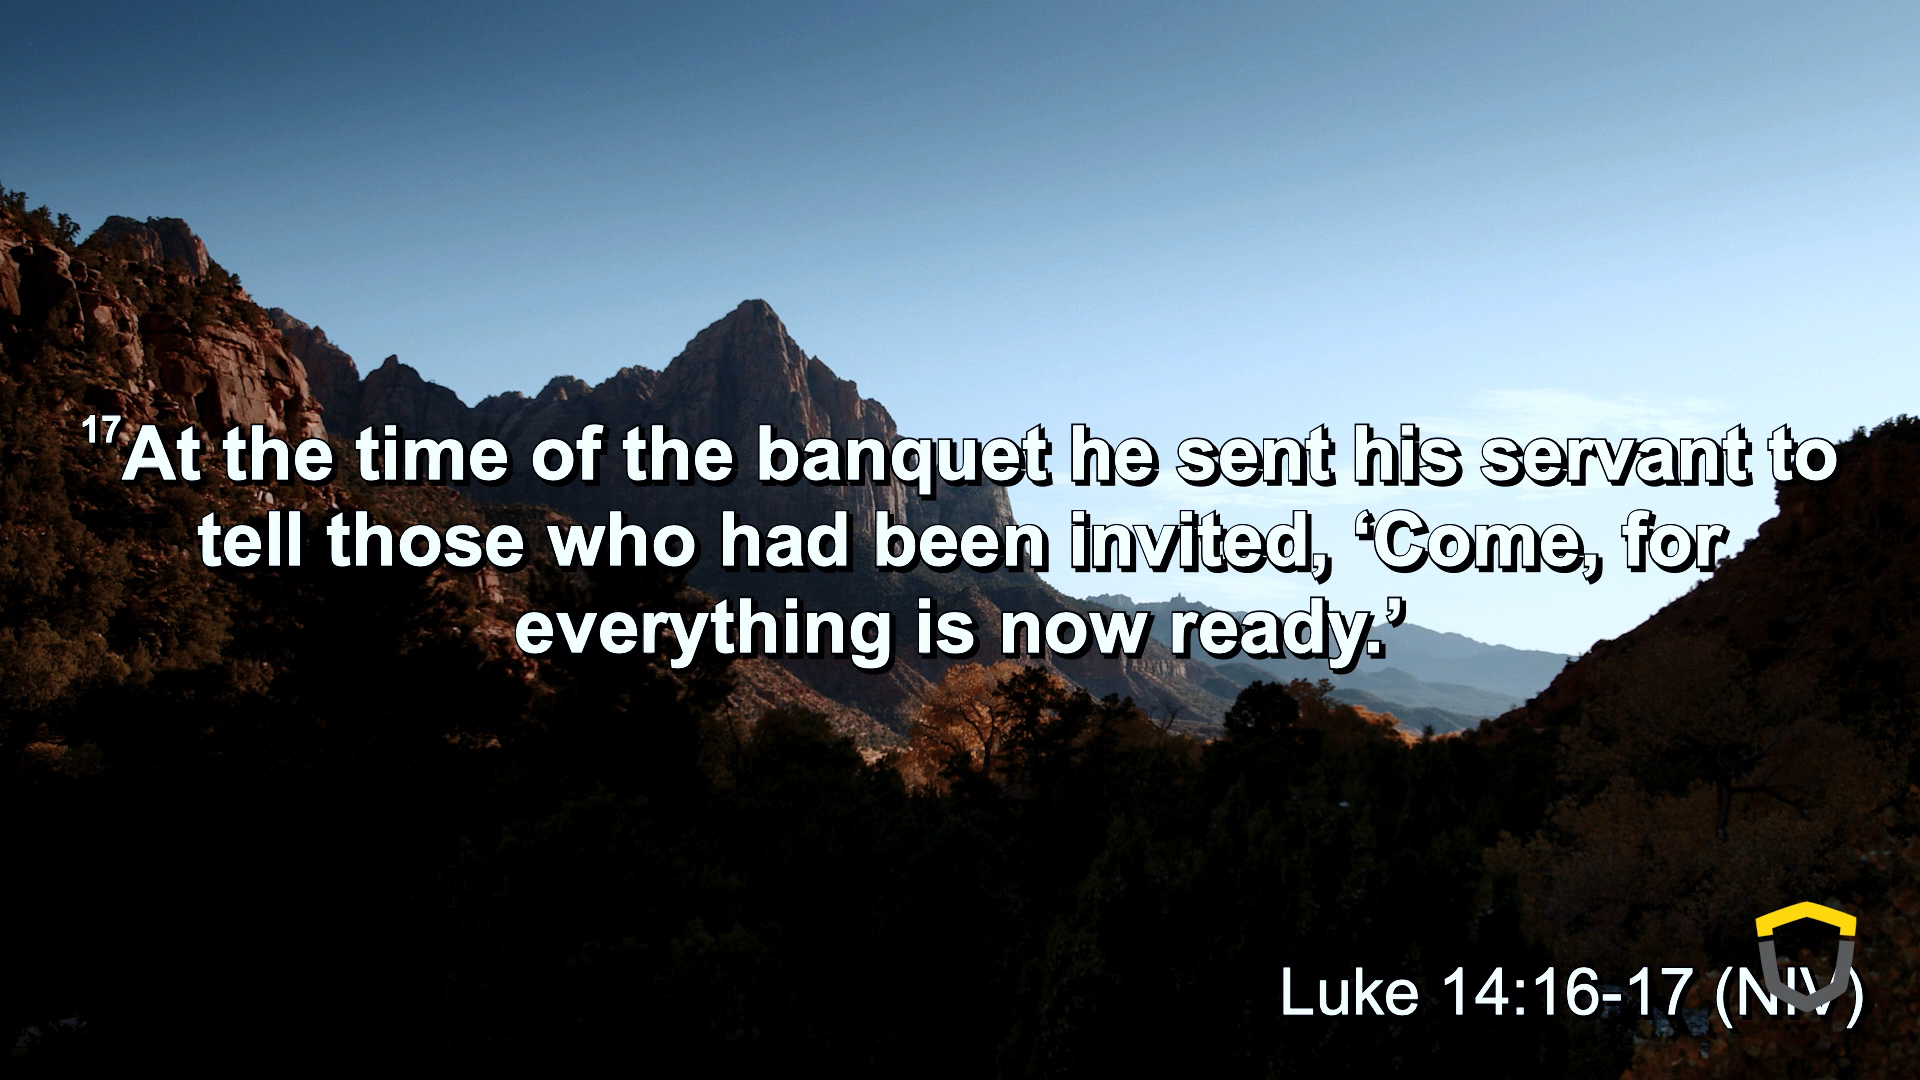 17At the time of the banquet he sent his servant to
tell those who had been invited, ‘Come, for
everything is now ready.’
Luke 14:16-17 (NIV)